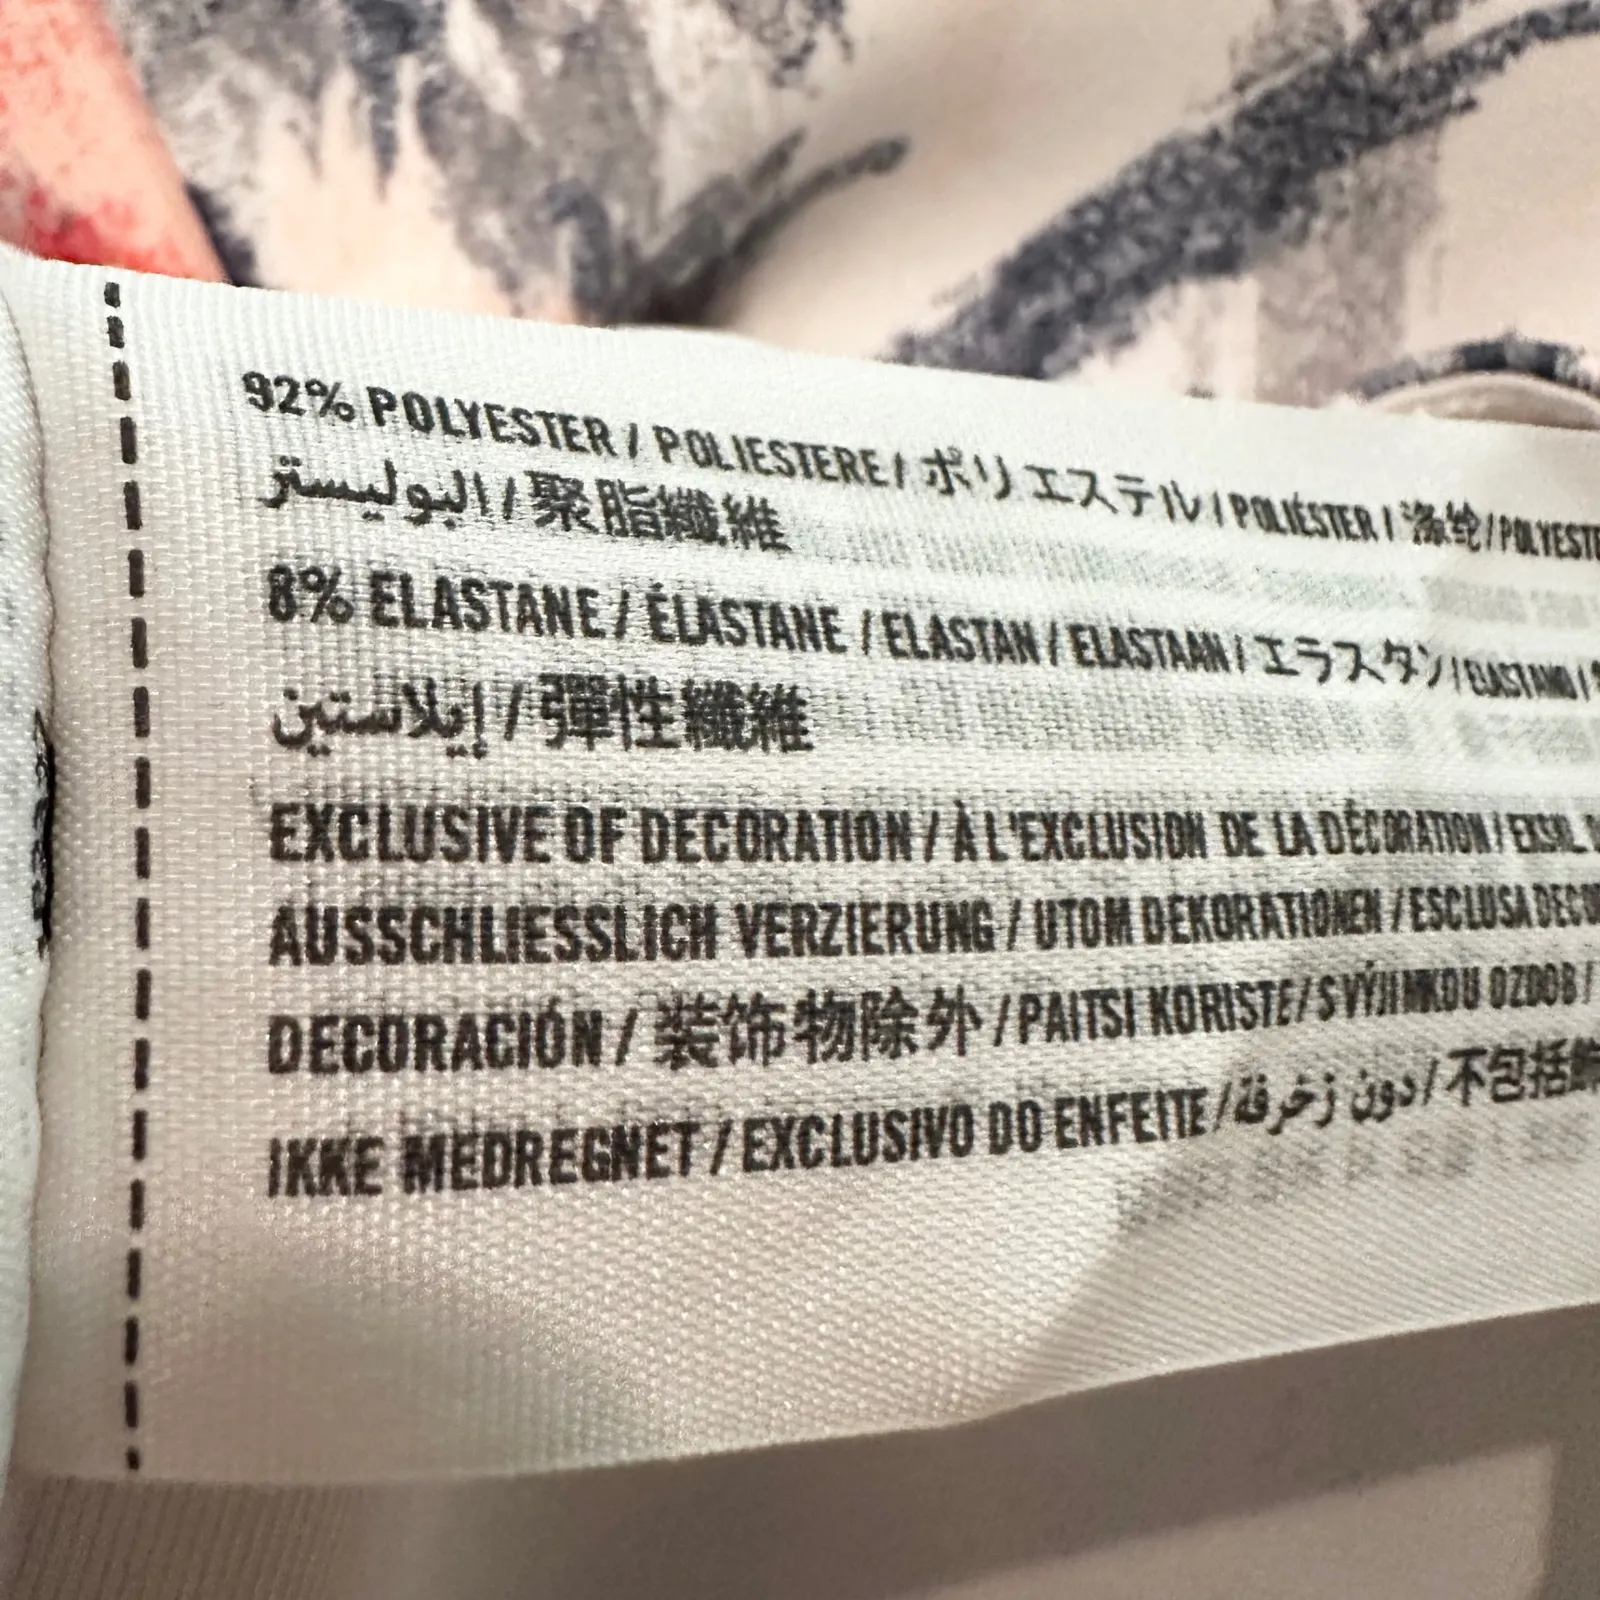 92% POLYESTER / POLIESTERE / ポリエステル / POLIÉSTER / 涤纶 / POLYESTE
البوليستر / 聚脂纖維
8% ELASTANE / ÉLASTANE / ELASTAN / ELASTAAN / エラスタン / ELASTANO /
إيلاستين / 彈性纖維
EXCLUSIVE OF DECORATION / À L'EXCLUSION DE LA DÉCORATION / EKSKL.
AUSSCHLIESSLICH VERZIERUNG / UTOM DEKORATIONEN / ESCLUSA DECO
DECORACIÓN / 装饰物除外 / PAITSI KORISTE / S VÝJIMKOU OZDOB /
IKKE MEDREGNET / EXCLUSIVO DO ENFEITE / دون زخرفة / 不包括飾